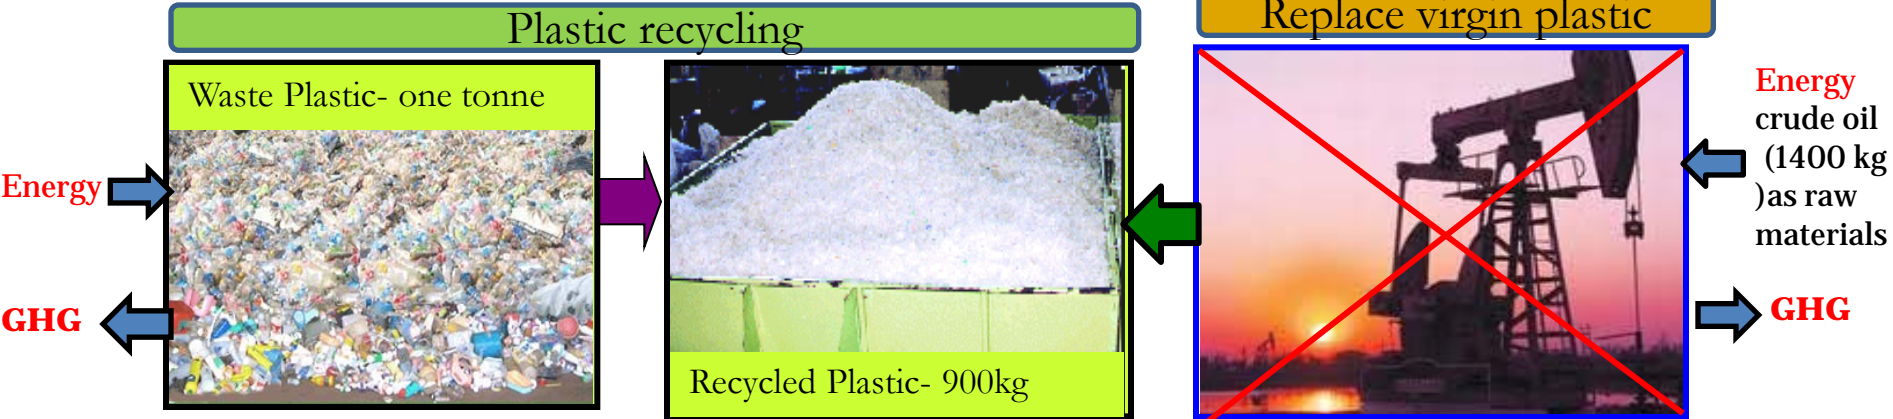 Plastic recycling
Replace virgin plastic
Waste Plastic- one tonne
Energy
GHG
Recycled Plastic- 900kg
Energy
crude oil
(1400 kg
)as raw
materials
GHG